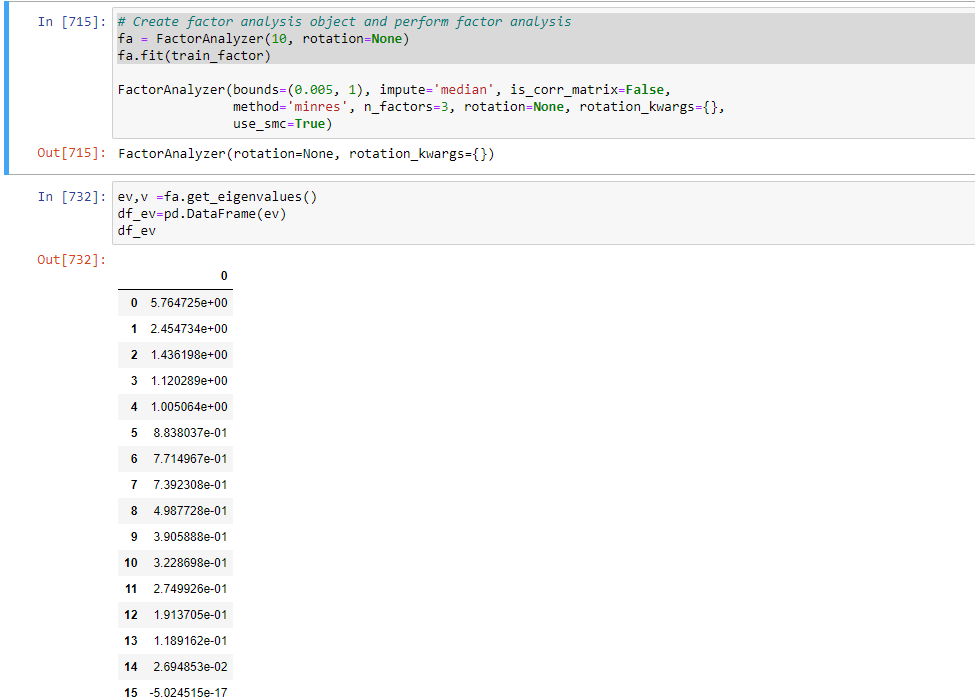 In [715]: # Create factor analysis object and perform factor analysis
fa = FactorAnalyzer(10, rotation=None)
fa.fit(train_factor)
FactorAnalyzer(bounds=(0.005, 1), impute='median', is_corr_matrix=False,
method='minres', n_factors=3, rotation=None, rotation_kwargs={},
use_smc=True)
Out[715]: FactorAnalyzer(rotation=None, rotation_kwargs={})
In [732]: ev,v =fa.get_eigenvalues()
df_ev=pd.DataFrame(ev)
df_ev
Out[732]:
0
0 5.764725e+00
1 2.454734e+00
2 1.436198e+00
3 1.120289e+00
4 1.005064e+00
5 8.838037e-01
6 7.714967e-01
7 7.392308e-01
8 4.987728e-01
9 3.905888e-01
10 3.228698e-01
11 2.749926e-01
12 1.913705e-01
13 1.189162e-01
14 2.694853e-02
15 -5.024515e-17